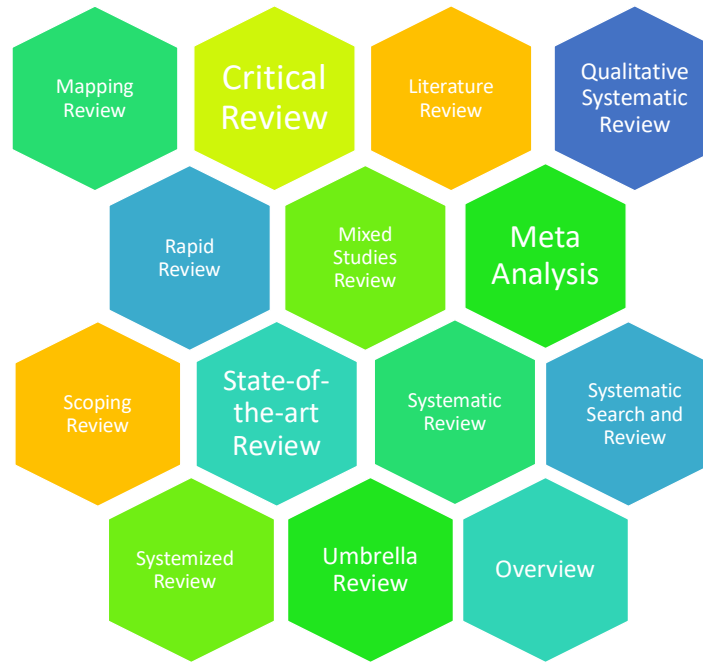 Mapping
Review
Critical
Review
Literature
Review
Qualitative
Systematic
Review
Rapid
Review
Mixed
Studies
Review
Meta
Analysis
Scoping
Review
State-of-
the-art
Review
Systematic
Review
Systematic
Search and
Review
Systemized
Review
Umbrella
Review
Overview